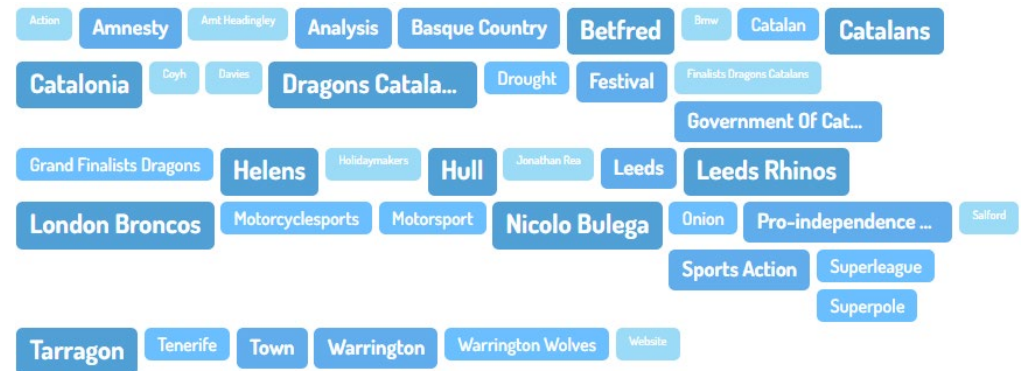 Action Amnesty Amt Headingley Analysis Basque Country Betfred Bmw Catalan Catalans
Catalonia Coyh Davies Dragons Catala... Drought Festival Finalists Dragons Catalans
Government Of Cat...
Grand Finalists Dragons Helens Holidaymakers Hull Jonathan Rea Leeds Leeds Rhinos
London Broncos Motorcyclesports Motorsport Nicolo Bulega Onion Pro-independence ... Salford
Sports Action Superleague
Superpole
Tarragon Tenerife Town Warrington Warrington Wolves Website